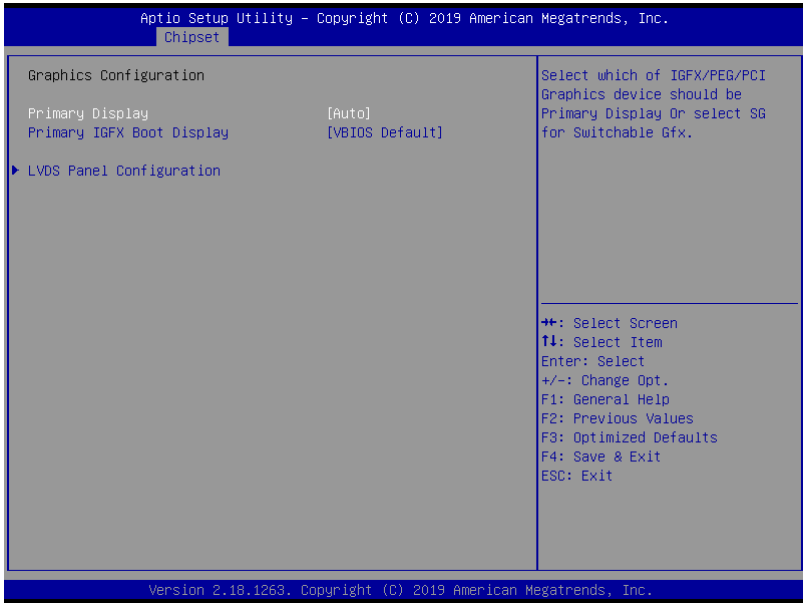 Aptio Setup Utility – Copyright (C) 2019 American Megatrends, Inc.
Chipset
Graphics Configuration
Primary Display [Auto]
Primary IGFX Boot Display [VBIOS Default]
LVDS Panel Configuration
Select which of IGFX/PEG/PCI
Graphics device should be
Primary Display Or select SG
for Switchable Gfx.
→←: Select Screen
↑↓: Select Item
Enter: Select
+/-: Change Opt.
F1: General Help
F2: Previous Values
F3: Optimized Defaults
F4: Save & Exit
ESC: Exit
Version 2.18.1263. Copyright (C) 2019 American Megatrends, Inc.